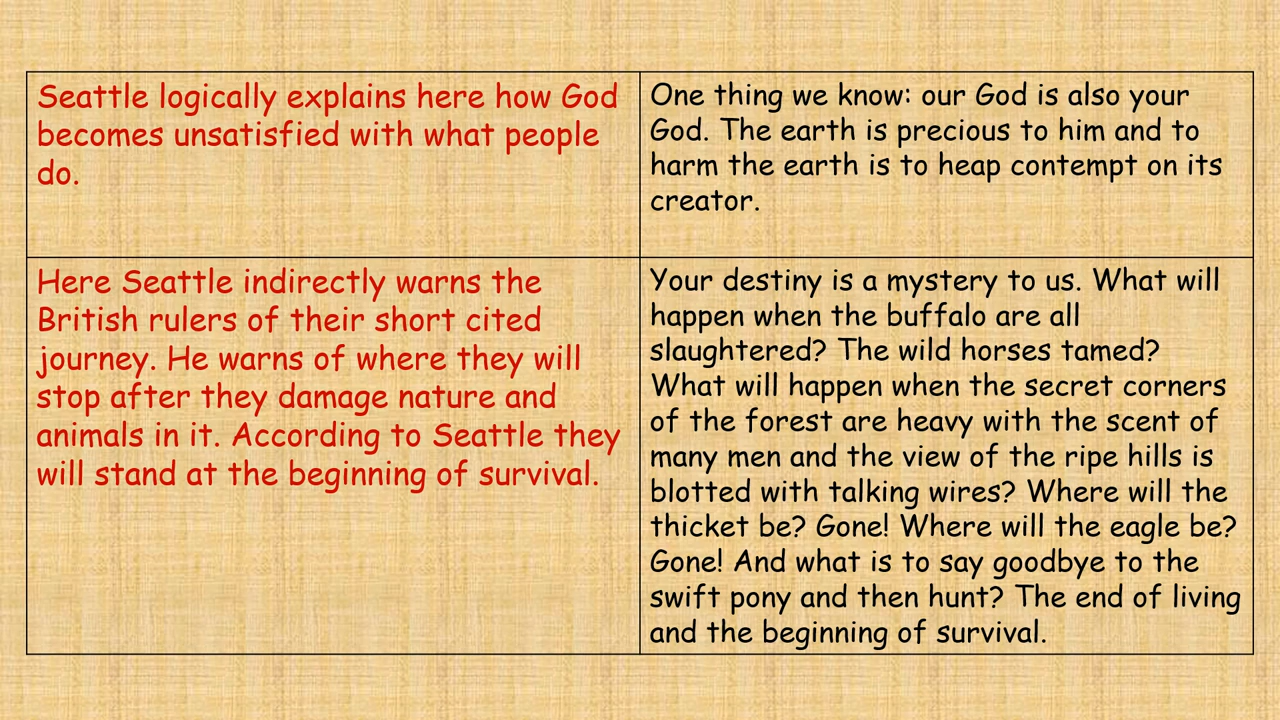 Seattle logically explains here how God
becomes unsatisfied with what people
do.
One thing we know: our God is also your
God. The earth is precious to him and to
harm the earth is to heap contempt on its
creator.
Here Seattle indirectly warns the
British rulers of their short cited
journey. He warns of where they will
stop after they damage nature and
animals in it. According to Seattle they
will stand at the beginning of survival.
Your destiny is a mystery to us. What will
happen when the buffalo are all
slaughtered? The wild horses tamed?
What will happen when the secret corners
of the forest are heavy with the scent of
many men and the view of the ripe hills is
blotted with talking wires? Where will the
thicket be? Gone! Where will the eagle be?
Gone! And what is to say goodbye to the
swift pony and then hunt? The end of living
and the beginning of survival.